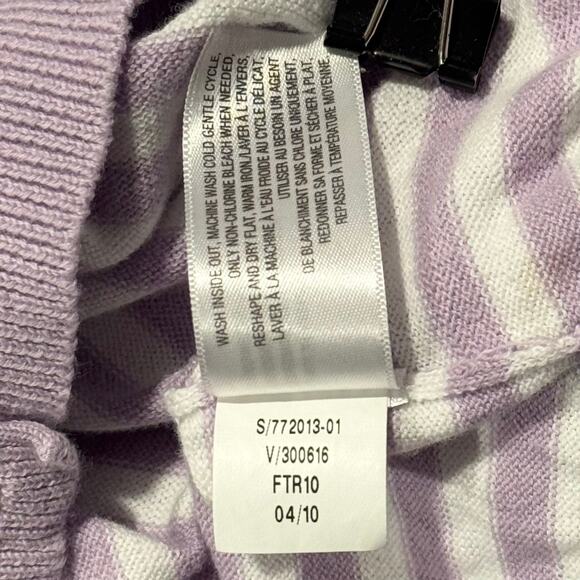 WASH INSIDE OUT, MACHINE WASH COLD GENTLE CYCLE,
ONLY NON-CHLORINE BLEACH WHEN NEEDED,
RESHAPE AND DRY FLAT, WARM IRON/LAVER À L'ENVERS,
LAVER À LA MACHINE À L'EAU FROIDE AU CYCLE DÉLICAT,
UTILISER AU BESOIN UN AGENT
DE BLANCHIMENT SANS CHLORE UNIQUEMENT,
REDONNER SA FORME ET SÉCHER À PLAT,
REPASSER À TEMPÉRATURE MOYENNE
S/772013-01
V/300616
FTR10
04/10